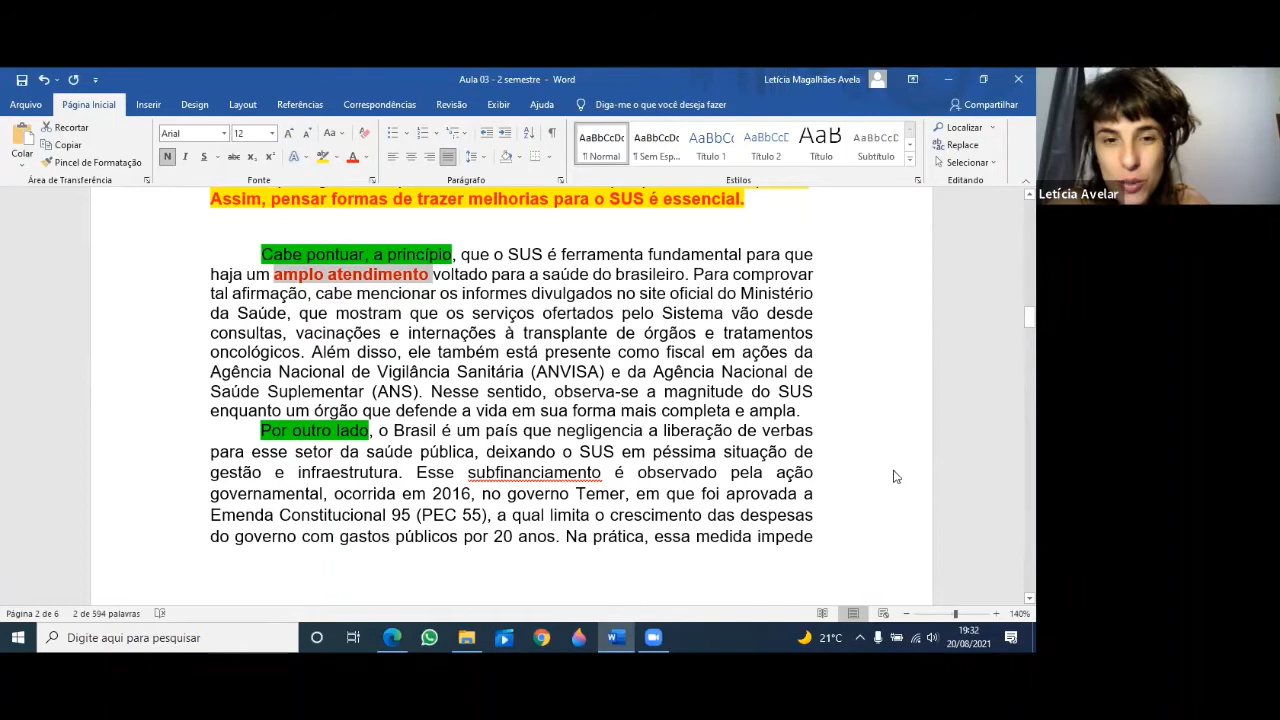 Aula 03 - 2 semestre - Word
Letícia Magalhães Avela
Arquivo Página Inicial Inserir Design Layout Referências Correspondências Revisão Exibir Ajuda Diga-me o que você deseja fazer Compartilhar
Colar
Recortar
Copiar
Pincel de Formatação
Área de Transferência
Arial 12
Fonte
Parágrafo
AaBbCcDc AaBbCcDc AaBbC AaBbCcD AaB AaBbCcD
¶ Normal ¶ Sem Esp... Título 1 Título 2 Título Subtítulo
Estilos
Localizar
Replace
Selecionar
Editando
Letícia Avelar
Assim, pensar formas de trazer melhorias para o SUS é essencial.
Cabe pontuar, a princípio, que o SUS é ferramenta fundamental para que
haja um amplo atendimento voltado para a saúde do brasileiro. Para comprovar
tal afirmação, cabe mencionar os informes divulgados no site oficial do Ministério
da Saúde, que mostram que os serviços ofertados pelo Sistema vão desde
consultas, vacinações e internações à transplante de órgãos e tratamentos
oncológicos. Além disso, ele também está presente como fiscal em ações da
Agência Nacional de Vigilância Sanitária (ANVISA) e da Agência Nacional de
Saúde Suplementar (ANS). Nesse sentido, observa-se a magnitude do SUS
enquanto um órgão que defende a vida em sua forma mais completa e ampla.
Por outro lado, o Brasil é um país que negligencia a liberação de verbas
para esse setor da saúde pública, deixando o SUS em péssima situação de
gestão e infraestrutura. Esse subfinanciamento é observado pela ação
governamental, ocorrida em 2016, no governo Temer, em que foi aprovada a
Emenda Constitucional 95 (PEC 55), a qual limita o crescimento das despesas
do governo com gastos públicos por 20 anos. Na prática, essa medida impede
Página 2 de 6 2 de 594 palavras 140%
Digite aqui para pesquisar
21°C
19:32
20/08/2021